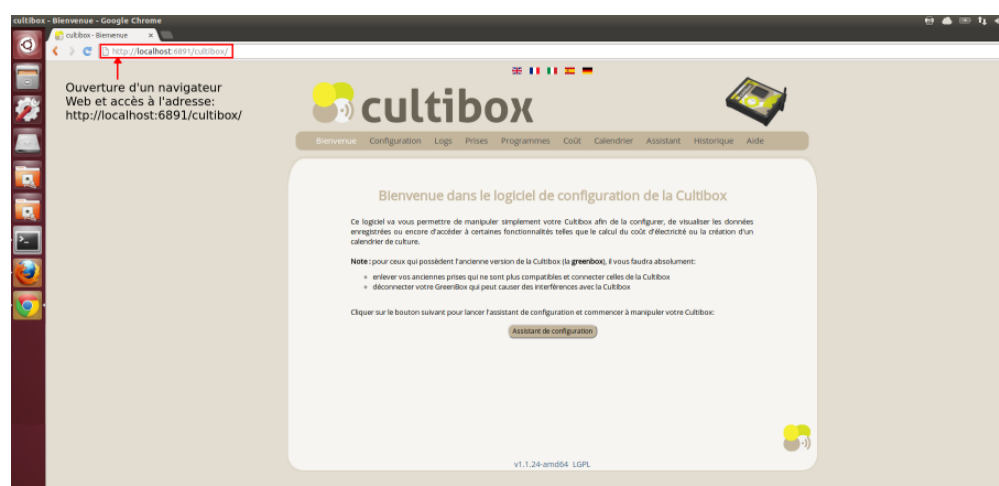 cultibox - Bienvenue - Google Chrome
cultibox - Bienvenue
http://localhost:6891/cultibox/
Ouverture d'un navigateur
Web et accès à l'adresse:
http://localhost:6891/cultibox/
cultibox
Bienvenue Configuration Logs Prises Programmes Coût Calendrier Assistant Historique Aide
Bienvenue dans le logiciel de configuration de la Cultibox
Ce logiciel va vous permettre de manipuler simplement votre Cultibox afin de la configurer, de visualiser les données
enregistrées ou encore d'accéder à certaines fonctionnalités telles que le calcul du coût d'électricité ou la création d'un
calendrier de culture.
Note : pour ceux qui possèdent l'ancienne version de la Cultibox (la greenbox), il vous faudra absolument:
enlever vos anciennes prises qui ne sont plus compatibles et connecter celles de la Cultibox
déconnecter votre GreenBox qui peut causer des interférences avec la Cultibox
Cliquer sur le bouton suivant pour lancer l'assistant de configuration et commencer à manipuler votre Cultibox:
Assistant de configuration
v1.1.24-amd64 LGPL